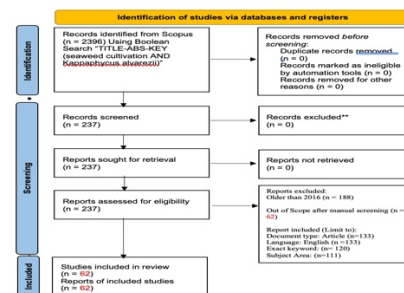 Identification of studies via databases and registers
Identification
Records identified from Scopus
(n = 2396) Using Boolean
Search "TITLE-ABS-KEY
(seaweed cultivation AND
Kappaphycus alvarezii)"
Records removed before
screening:
Duplicate records removed
(n = 0)
Records marked as ineligible
by automation tools (n = 0)
Records removed for other
reasons (n = 0)
Screening
Records screened
(n = 237)
Records excluded**
(n = 0)
Reports sought for retrieval
(n = 237)
Reports not retrieved
(n = 0)
Reports assessed for eligibility
(n = 237)
Reports excluded:
Older than 2016 (n = 188)
Out of Scope after manual screening (n =
62)
Report included (Limit to):
Document type: Article (n=133)
Language: English (n =133)
Exact keyword: (n= 120)
Subject Area: (n=111)
Included
Studies included in review
(n = 62)
Reports of included studies
(n = 62)